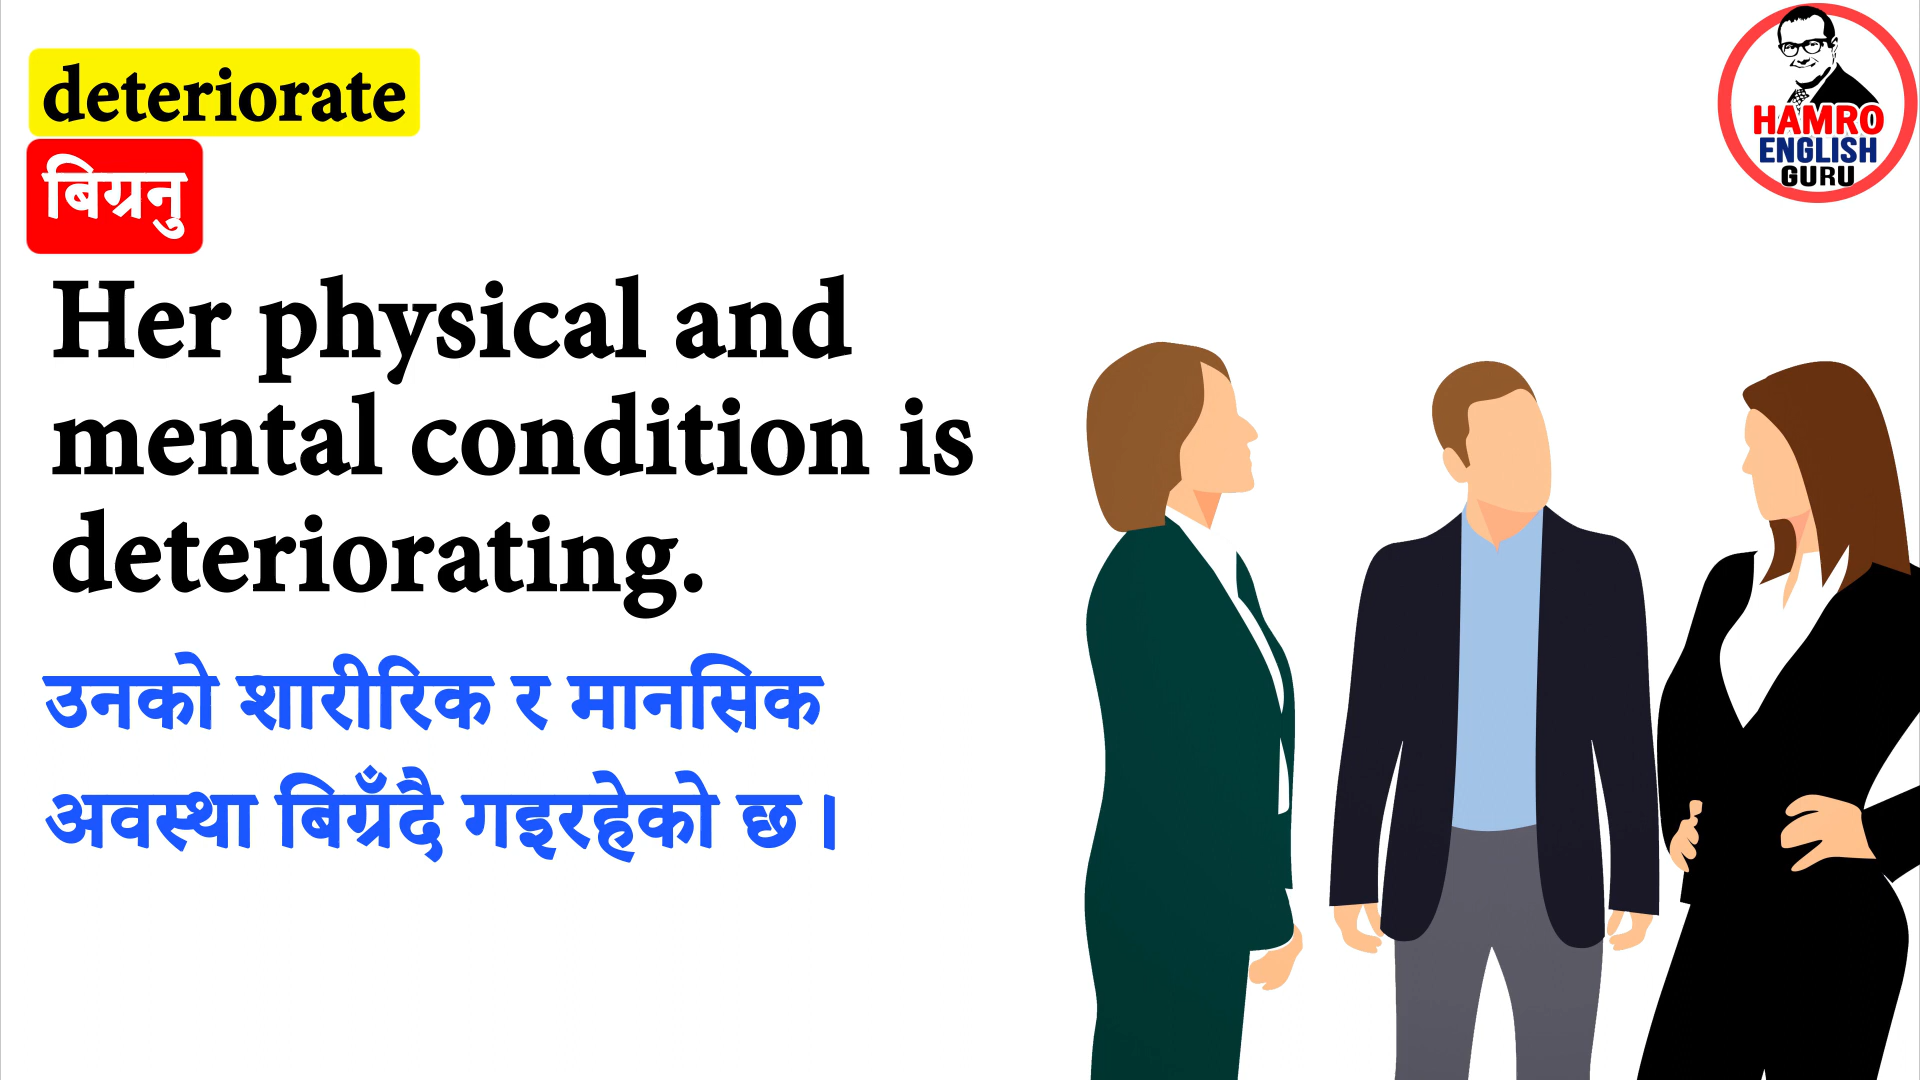 deteriorate
बिग्रनु
Her physical and
mental condition is
deteriorating.
उनको शारीरिक र मानसिक
अवस्था बिग्रँदै गइरहेको छ ।
HAMRO
ENGLISH
GURU